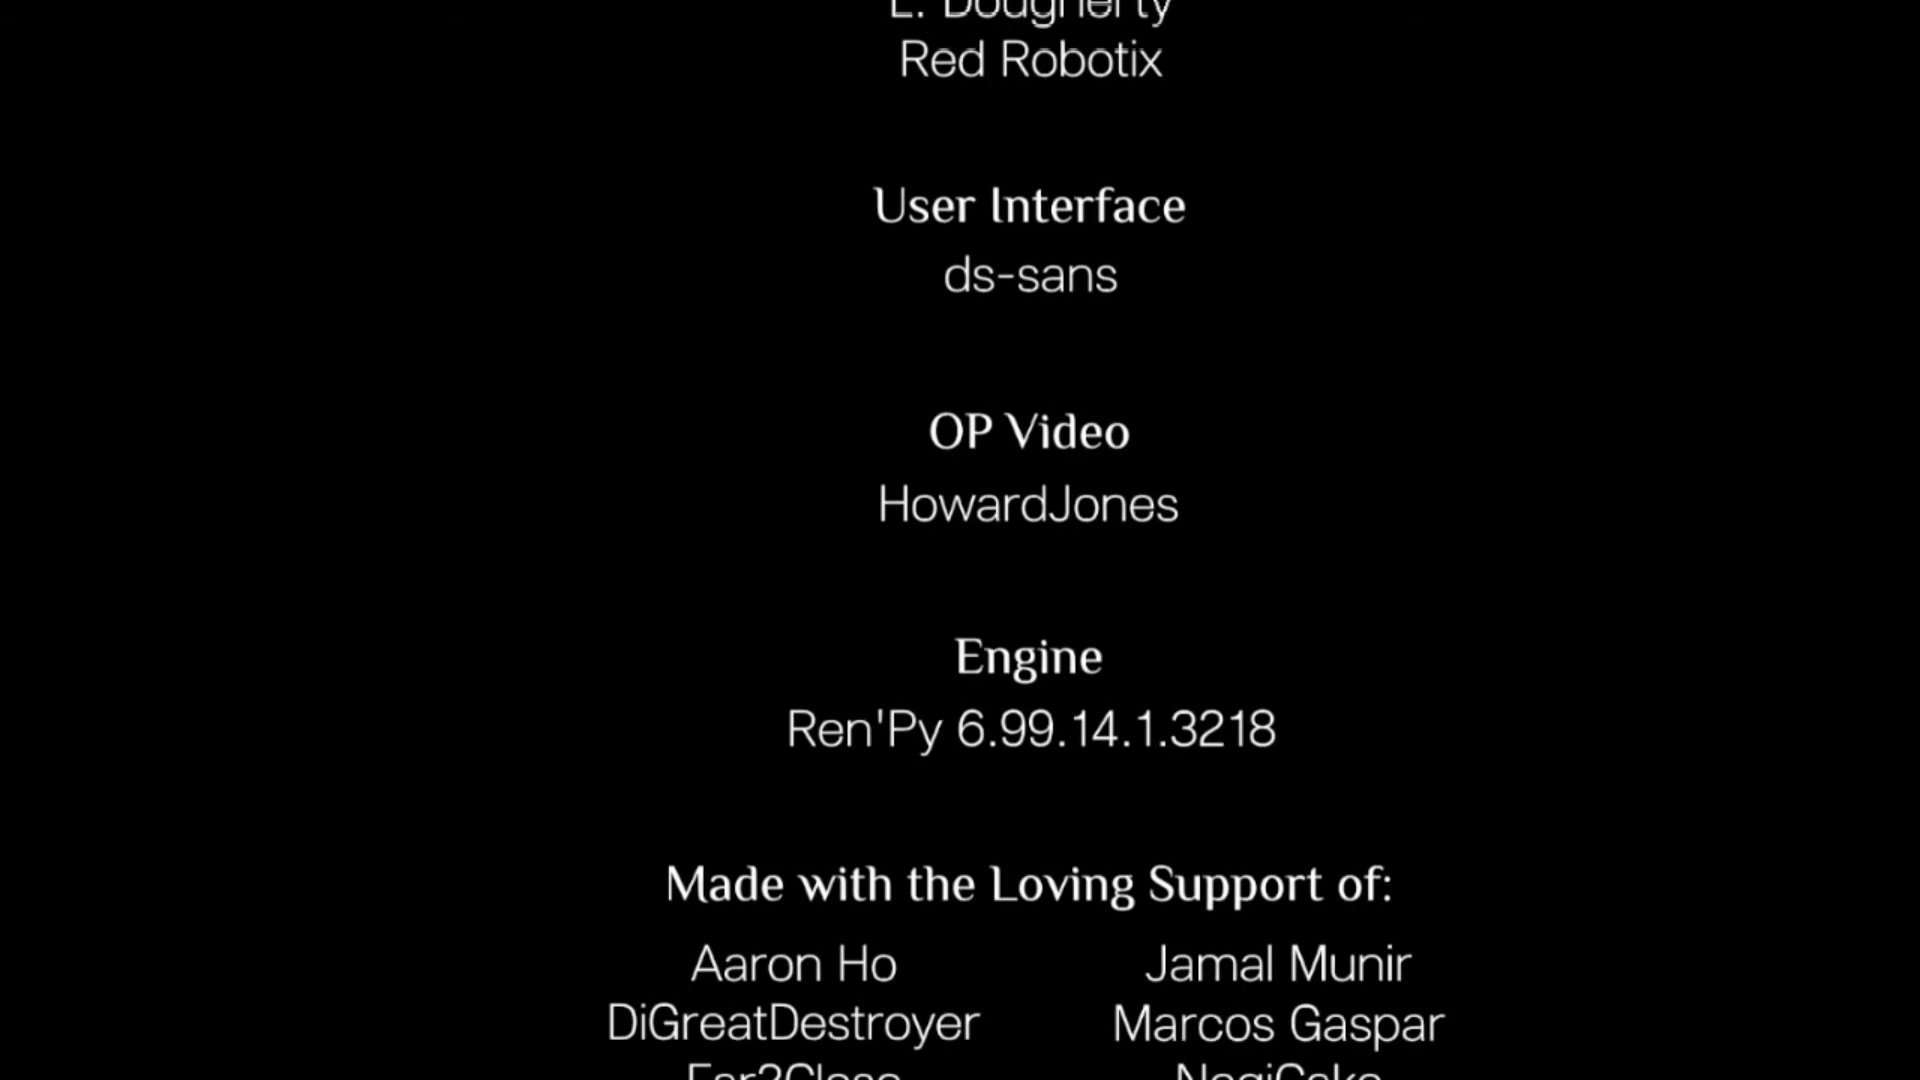 L. Dougherty
Red Robotix
User Interface
ds-sans
OP Video
HowardJones
Engine
Ren'Py 6.99.14.1.3218
Made with the Loving Support of:
Aaron Ho Jamal Munir
DiGreatDestroyer Marcos Gaspar